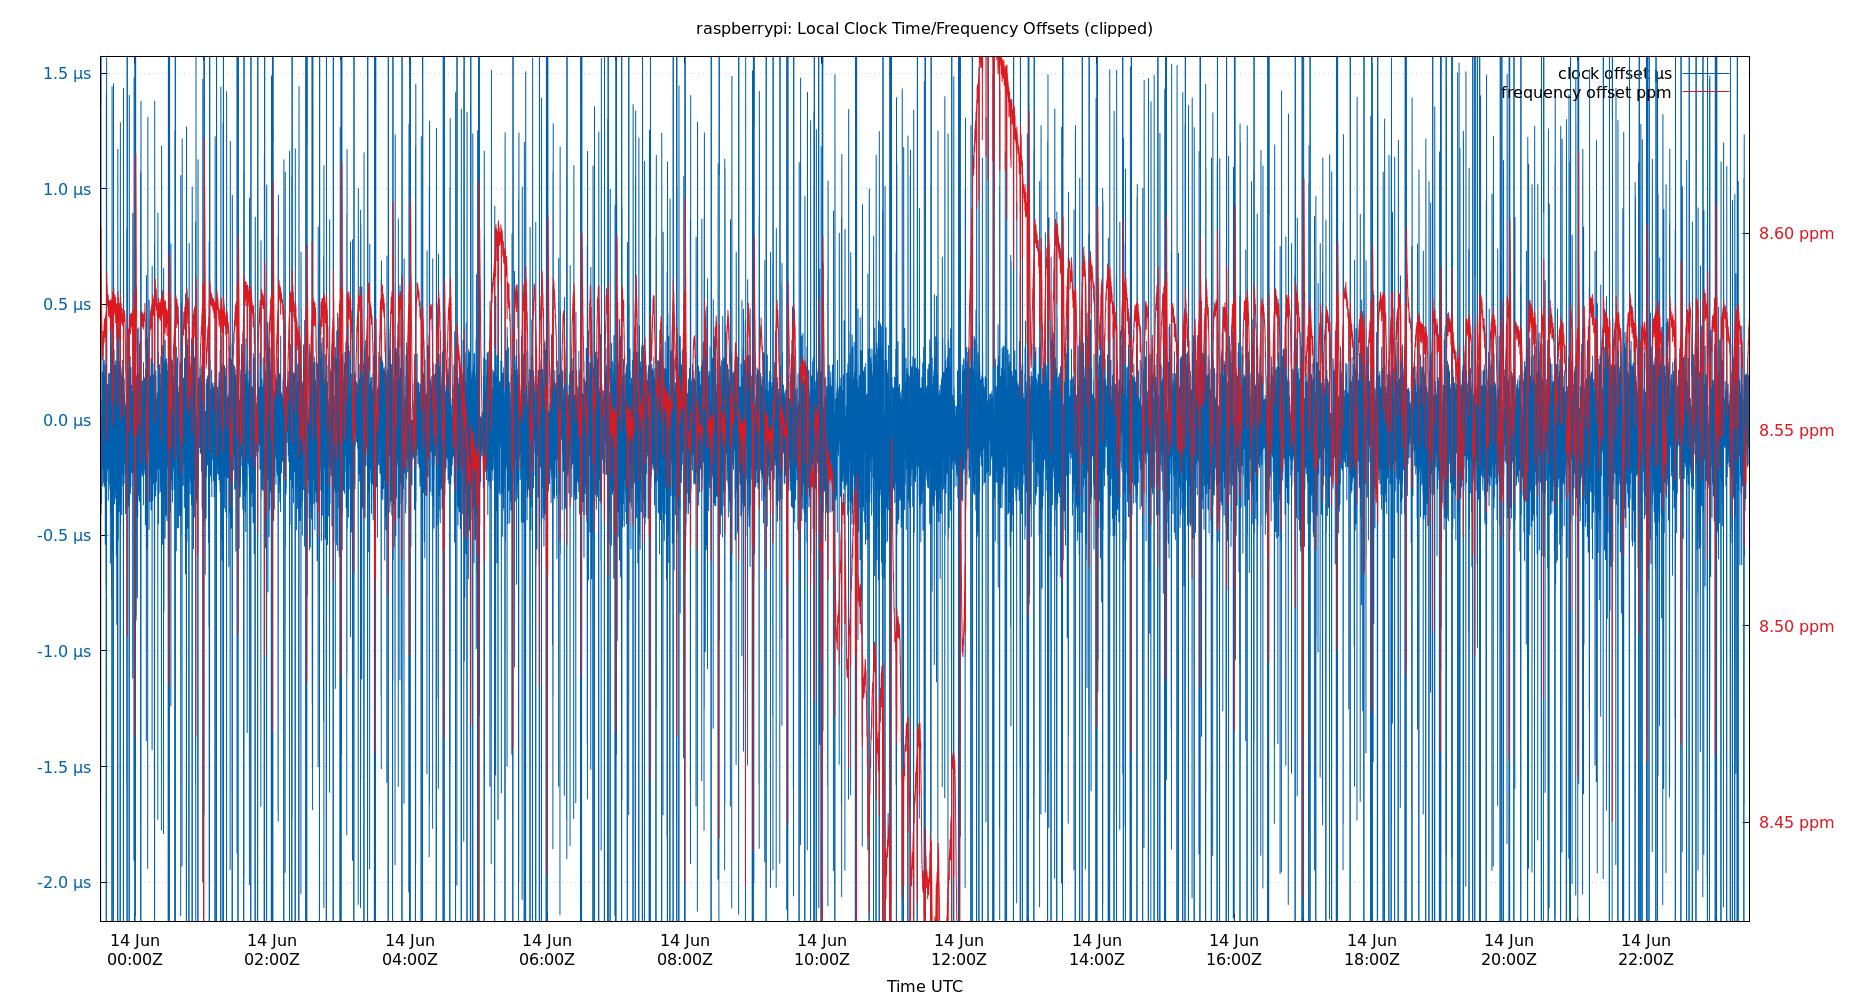 raspberrypi: Local Clock Time/Frequency Offsets (clipped)
clock offset µs
frequency offset ppm
1.5 µs
1.0 µs
0.5 µs
0.0 µs
-0.5 µs
-1.0 µs
-1.5 µs
-2.0 µs
8.60 ppm
8.55 ppm
8.50 ppm
8.45 ppm
14 Jun 14 Jun 14 Jun 14 Jun 14 Jun 14 Jun 14 Jun 14 Jun 14 Jun 14 Jun 14 Jun 14 Jun
00:00Z 02:00Z 04:00Z 06:00Z 08:00Z 10:00Z 12:00Z 14:00Z 16:00Z 18:00Z 20:00Z 22:00Z
Time UTC